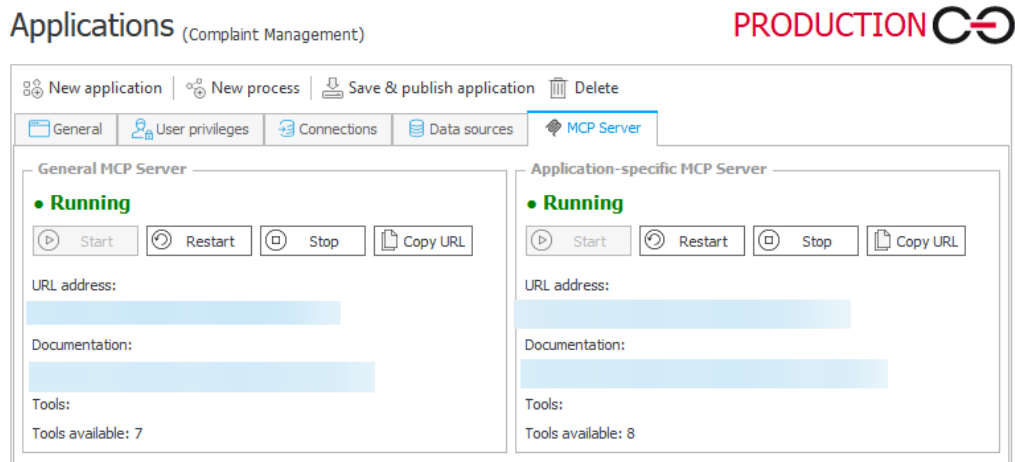 Applications (Complaint Management)
PRODUCTION
New application New process Save & publish application Delete
General User privileges Connections Data sources MCP Server
General MCP Server
• Running
Start Restart Stop Copy URL
URL address:
Documentation:
Tools:
Tools available: 7
Application-specific MCP Server
• Running
Start Restart Stop Copy URL
URL address:
Documentation:
Tools:
Tools available: 8